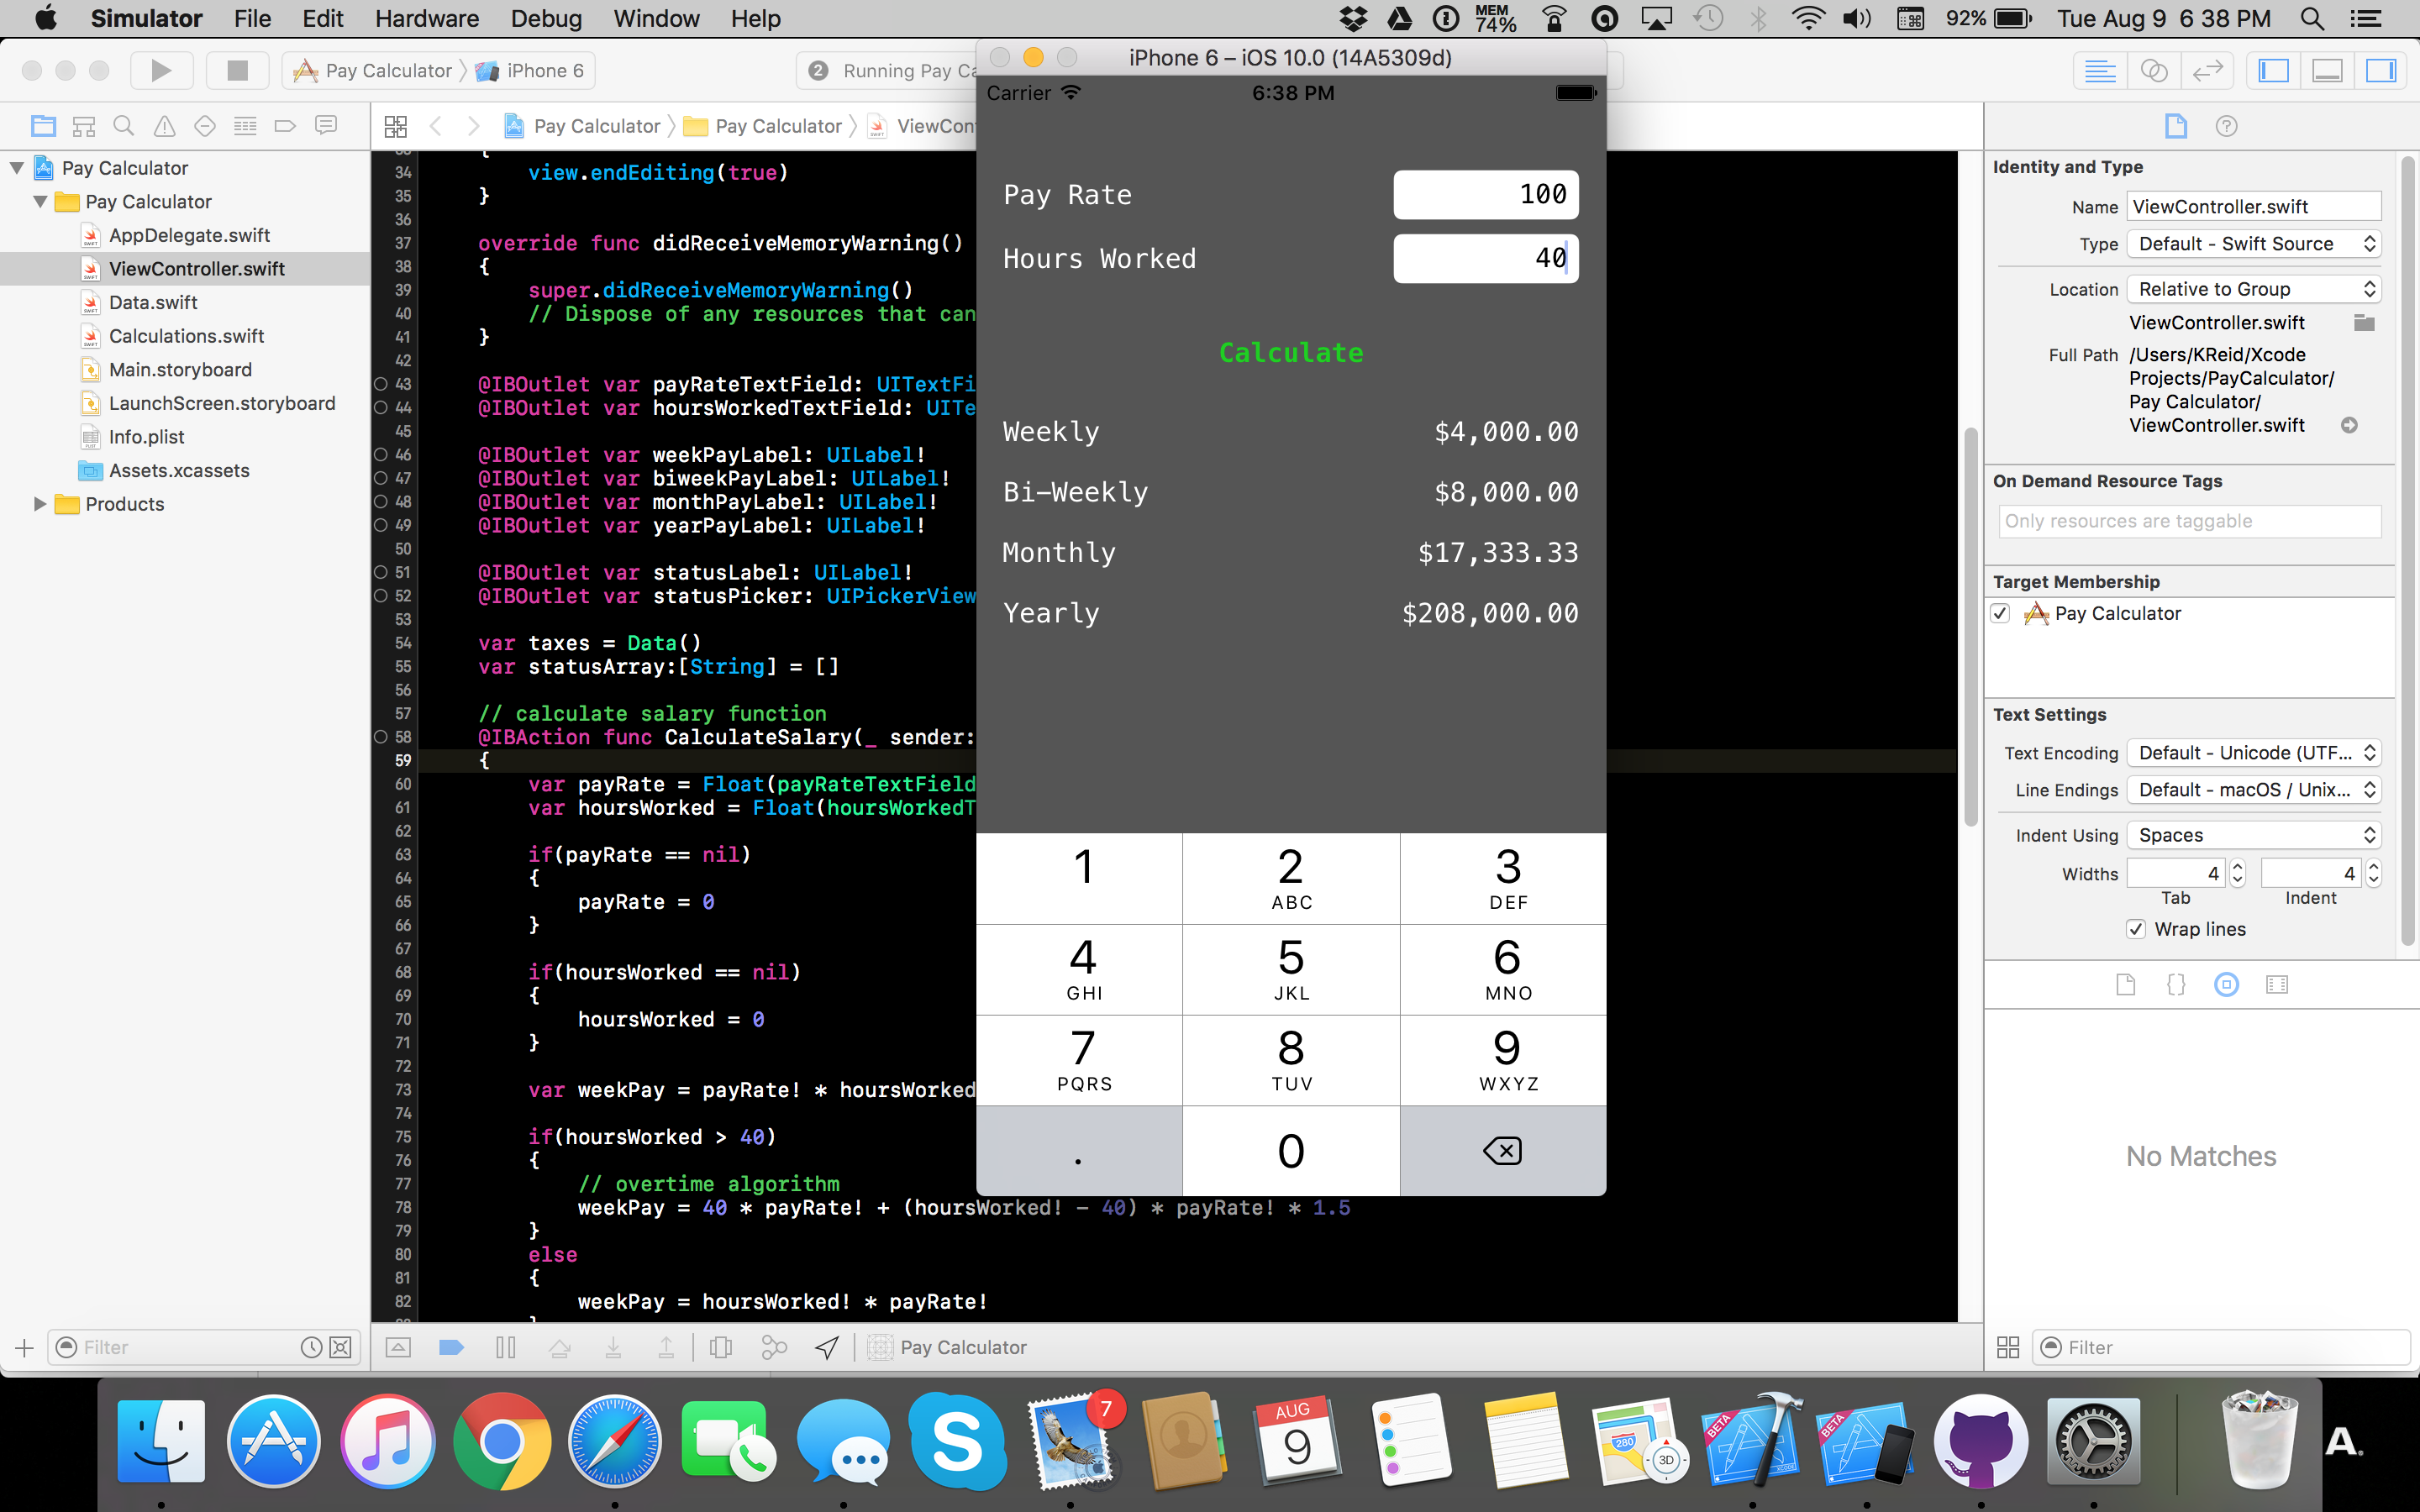 Simulator File Edit Hardware Debug Window Help
MEM 74% 92% Tue Aug 9 6 38 PM
Pay Calculator iPhone 6
2 Running Pay Ca
iPhone 6 – iOS 10.0 (14A5309d)
Pay Calculator Pay Calculator ViewCon
Pay Calculator
Pay Calculator
AppDelegate.swift
ViewController.swift
Data.swift
Calculations.swift
Main.storyboard
LaunchScreen.storyboard
Info.plist
Assets.xcassets
Products
Filter
{
34 view.endEditing(true)
35 }
36
37 override func didReceiveMemoryWarning()
38 {
39 super.didReceiveMemoryWarning()
40 // Dispose of any resources that can
41 }
42
43 @IBOutlet var payRateTextField: UITextFi
44 @IBOutlet var hoursWorkedTextField: UITe
45
46 @IBOutlet var weekPayLabel: UILabel!
47 @IBOutlet var biweekPayLabel: UILabel!
48 @IBOutlet var monthPayLabel: UILabel!
49 @IBOutlet var yearPayLabel: UILabel!
50
51 @IBOutlet var statusLabel: UILabel!
52 @IBOutlet var statusPicker: UIPickerView
53
54 var taxes = Data()
55 var statusArray:[String] = []
56
57 // calculate salary function
58 @IBAction func CalculateSalary(_ sender:
59 {
60 var payRate = Float(payRateTextField
61 var hoursWorked = Float(hoursWorkedT
62
63 if(payRate == nil)
64 {
65 payRate = 0
66 }
67
68 if(hoursWorked == nil)
69 {
70 hoursWorked = 0
71 }
72
73 var weekPay = payRate! * hoursWorked
74
75 if(hoursWorked > 40)
76 {
77 // overtime algorithm
78 weekPay = 40 * payRate! + (hoursWorked! - 40) * payRate! * 1.5
79 }
80 else
81 {
82 weekPay = hoursWorked! * payRate!
Pay Calculator
Carrier 6:38 PM
Pay Rate 100
Hours Worked 40
Calculate
Weekly $4,000.00
Bi-Weekly $8,000.00
Monthly $17,333.33
Yearly $208,000.00
1 2 3
ABC DEF
4 5 6
GHI JKL MNO
7 8 9
PQRS TUV WXYZ
. 0
Identity and Type
Name ViewController.swift
Type Default - Swift Source
Location Relative to Group
ViewController.swift
Full Path /Users/KReid/Xcode
Projects/PayCalculator/
Pay Calculator/
ViewController.swift
On Demand Resource Tags
Only resources are taggable
Target Membership
Pay Calculator
Text Settings
Text Encoding Default - Unicode (UTF...
Line Endings Default - macOS / Unix...
Indent Using Spaces
Widths 4 4
Tab Indent
Wrap lines
No Matches
Filter
S 7 AUG 9 280 3D BETA BETA A.